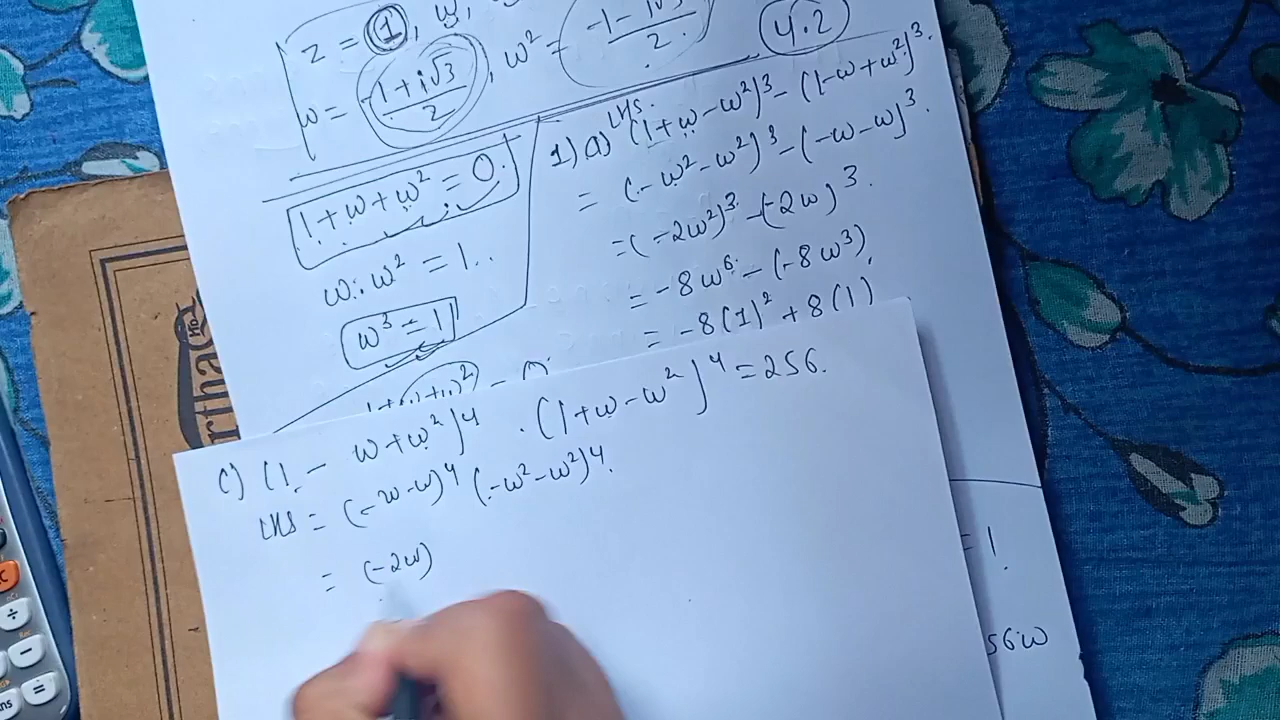 z = 1, ω,
ω = -1+i√3/2, ω² = -1-i√3/2
4.2
1+ω+ω² = 0.
ω·ω² = 1..
ω³ = 1
LHS.
1) a) (1+ω-ω²)³ - (1-ω+ω²)³.
= (-ω²-ω²)³ - (-ω-ω)³.
= (-2ω²)³ - (-2ω)³.
= -8ω⁶ - (-8ω³).
= -8(1)² + 8(1)
c) (1 - ω+ω²)⁴ · (1+ω-ω²)⁴ = 256.
LHS = (-ω-ω)⁴ (-ω²-ω²)⁴.
= (-2ω)
= 1.
56ω
rtha
÷
−
=